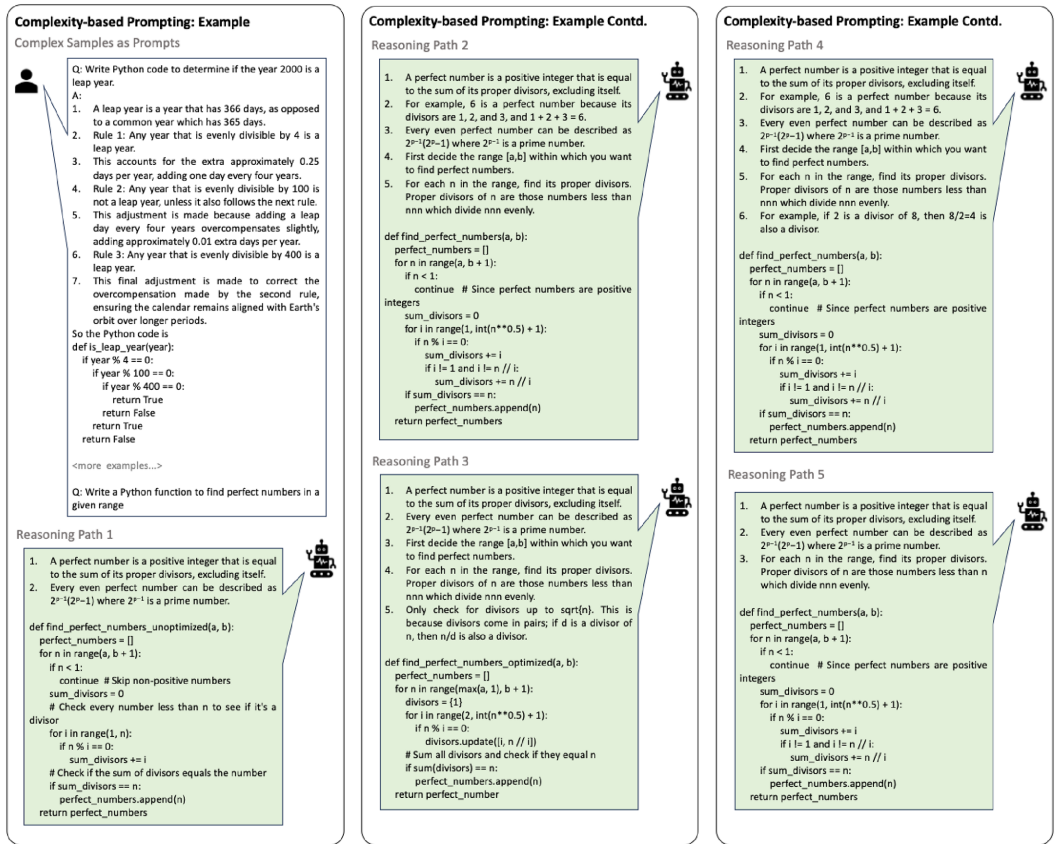 Complexity-based Prompting: Example
Complex Samples as Prompts
Q: Write Python code to determine if the year 2000 is a
leap year.
A:
1. A leap year is a year that has 366 days, as opposed
to a common year which has 365 days.
2. Rule 1: Any year that is evenly divisible by 4 is a
leap year.
3. This accounts for the extra approximately 0.25
days per year, adding one day every four years.
4. Rule 2: Any year that is evenly divisible by 100 is
not a leap year, unless it also follows the next rule.
5. This adjustment is made because adding a leap
day every four years overcompensates slightly,
adding approximately 0.01 extra days per year.
6. Rule 3: Any year that is evenly divisible by 400 is a
leap year.
7. This final adjustment is made to correct the
overcompensation made by the second rule,
ensuring the calendar remains aligned with Earth's
orbit over longer periods.
So the Python code is
def is_leap_year(year):
if year % 4 == 0:
if year % 100 == 0:
if year % 400 == 0:
return True
return False
return True
return False
<more examples...>
Q: Write a Python function to find perfect numbers in a
given range
Reasoning Path 1
1. A perfect number is a positive integer that is equal
to the sum of its proper divisors, excluding itself.
2. Every even perfect number can be described as
2ᵖ⁻¹(2ᵖ−1) where 2ᵖ⁻¹ is a prime number.
def find_perfect_numbers_unoptimized(a, b):
perfect_numbers = []
for n in range(a, b + 1):
if n < 1:
continue # Skip non-positive numbers
sum_divisors = 0
# Check every number less than n to see if it's a
divisor
for i in range(1, n):
if n % i == 0:
sum_divisors += i
# Check if the sum of divisors equals the number
if sum_divisors == n:
perfect_numbers.append(n)
return perfect_numbers
Complexity-based Prompting: Example Contd.
Reasoning Path 2
1. A perfect number is a positive integer that is equal
to the sum of its proper divisors, excluding itself.
2. For example, 6 is a perfect number because its
divisors are 1, 2, and 3, and 1 + 2 + 3 = 6.
3. Every even perfect number can be described as
2ᵖ⁻¹(2ᵖ−1) where 2ᵖ⁻¹ is a prime number.
4. First decide the range [a,b] within which you want
to find perfect numbers.
5. For each n in the range, find its proper divisors.
Proper divisors of n are those numbers less than
nnn which divide nnn evenly.
def find_perfect_numbers(a, b):
perfect_numbers = []
for n in range(a, b + 1):
if n < 1:
continue # Since perfect numbers are positive
integers
sum_divisors = 0
for i in range(1, int(n**0.5) + 1):
if n % i == 0:
sum_divisors += i
if i != 1 and i != n // i:
sum_divisors += n // i
if sum_divisors == n:
perfect_numbers.append(n)
return perfect_numbers
Reasoning Path 3
1. A perfect number is a positive integer that is equal
to the sum of its proper divisors, excluding itself.
2. Every even perfect number can be described as
2ᵖ⁻¹(2ᵖ−1) where 2ᵖ⁻¹ is a prime number.
3. First decide the range [a,b] within which you want
to find perfect numbers.
4. For each n in the range, find its proper divisors.
Proper divisors of n are those numbers less than
nnn which divide nnn evenly.
5. Only check for divisors up to sqrt{n}. This is
because divisors come in pairs; if d is a divisor of
n, then n/d is also a divisor.
def find_perfect_numbers_optimized(a, b):
perfect_numbers = []
for n in range(max(a, 1), b + 1):
divisors = {1}
for i in range(2, int(n**0.5) + 1):
if n % i == 0:
divisors.update([i, n // i])
# Sum all divisors and check if they equal n
if sum(divisors) == n:
perfect_numbers.append(n)
return perfect_number
Complexity-based Prompting: Example Contd.
Reasoning Path 4
1. A perfect number is a positive integer that is equal
to the sum of its proper divisors, excluding itself.
2. For example, 6 is a perfect number because its
divisors are 1, 2, and 3, and 1 + 2 + 3 = 6.
3. Every even perfect number can be described as
2ᵖ⁻¹(2ᵖ−1) where 2ᵖ⁻¹ is a prime number.
4. First decide the range [a,b] within which you want
to find perfect numbers.
5. For each n in the range, find its proper divisors.
Proper divisors of n are those numbers less than
nnn which divide nnn evenly.
6. For example, if 2 is a divisor of 8, then 8/2=4 is
also a divisor.
def find_perfect_numbers(a, b):
perfect_numbers = []
for n in range(a, b + 1):
if n < 1:
continue # Since perfect numbers are positive
integers
sum_divisors = 0
for i in range(1, int(n**0.5) + 1):
if n % i == 0:
sum_divisors += i
if i != 1 and i != n // i:
sum_divisors += n // i
if sum_divisors == n:
perfect_numbers.append(n)
return perfect_numbers
Reasoning Path 5
1. A perfect number is a positive integer that is equal
to the sum of its proper divisors, excluding itself.
2. Every even perfect number can be described as
2ᵖ⁻¹(2ᵖ−1) where 2ᵖ⁻¹ is a prime number.
3. For each n in the range, find its proper divisors.
Proper divisors of n are those numbers less than n
which divide nnn evenly.
def find_perfect_numbers(a, b):
perfect_numbers = []
for n in range(a, b + 1):
if n < 1:
continue # Since perfect numbers are positive
integers
sum_divisors = 0
for i in range(1, int(n**0.5) + 1):
if n % i == 0:
sum_divisors += i
if i != 1 and i != n // i:
sum_divisors += n // i
if sum_divisors == n:
perfect_numbers.append(n)
return perfect_numbers